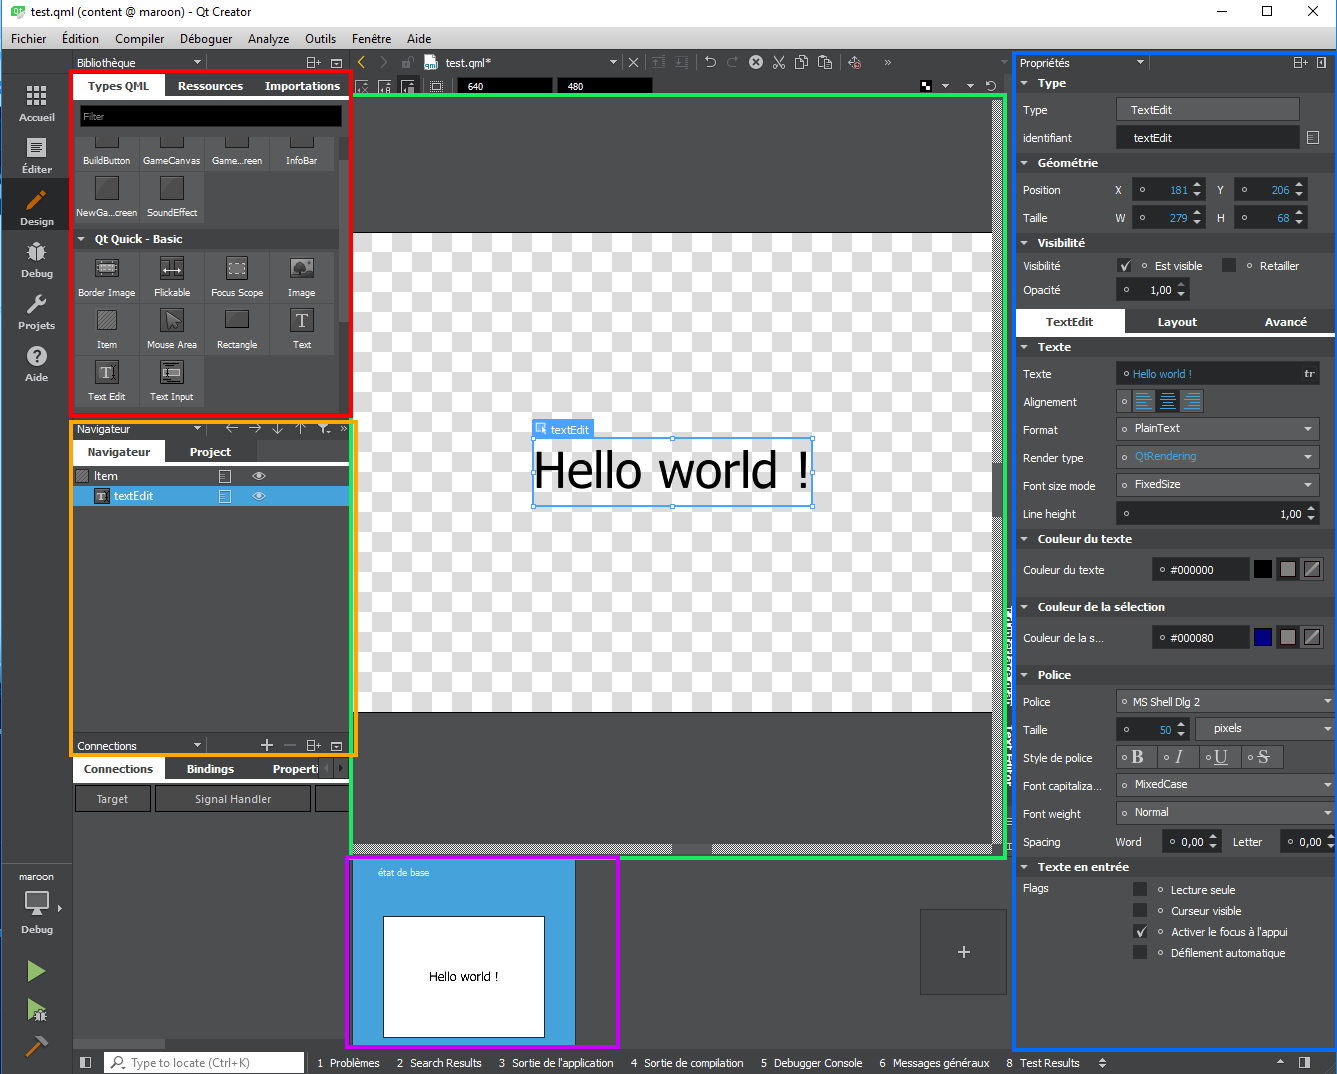 test.qml (content @ maroon) - Qt Creator
Fichier Édition Compiler Déboguer Analyze Outils Fenêtre Aide
Bibliothèque
test.qml*
Types QML Ressources Importations
640 480
Filter
BuildButton GameCanvas Game...reen InfoBar
NewGa...creen SoundEffect
Qt Quick - Basic
Border Image Flickable Focus Scope Image
Item Mouse Area Rectangle Text
Text Edit Text Input
Accueil
Éditer
Design
Debug
Projets
Aide
Navigateur
Navigateur Project
Item
textEdit
Connections
Connections Bindings Properti
Target Signal Handler
textEdit
Hello world !
Text Editor
état de base
Hello world !
+
Propriétés
Type
Type TextEdit
identifiant textEdit
Géométrie
Position X 181 Y 206
Taille W 279 H 68
Visibilité
Visibilité Est visible Retailler
Opacité 1,00
TextEdit Layout Avancé
Texte
Texte Hello world ! tr
Alignement
Format PlainText
Render type QtRendering
Font size mode FixedSize
Line height 1,00
Couleur du texte
Couleur du texte #000000
Couleur de la sélection
Couleur de la s... #000080
Police
Police MS Shell Dlg 2
Taille 50 pixels
Style de police B I U S
Font capitaliza... MixedCase
Font weight Normal
Spacing Word 0,00 Letter 0,00
Texte en entrée
Flags Lecture seule
Curseur visible
Activer le focus à l'appui
Défilement automatique
maroon
Debug
Type to locate (Ctrl+K)
1 Problèmes 2 Search Results 3 Sortie de l'application 4 Sortie de compilation 5 Debugger Console 6 Messages généraux 8 Test Results